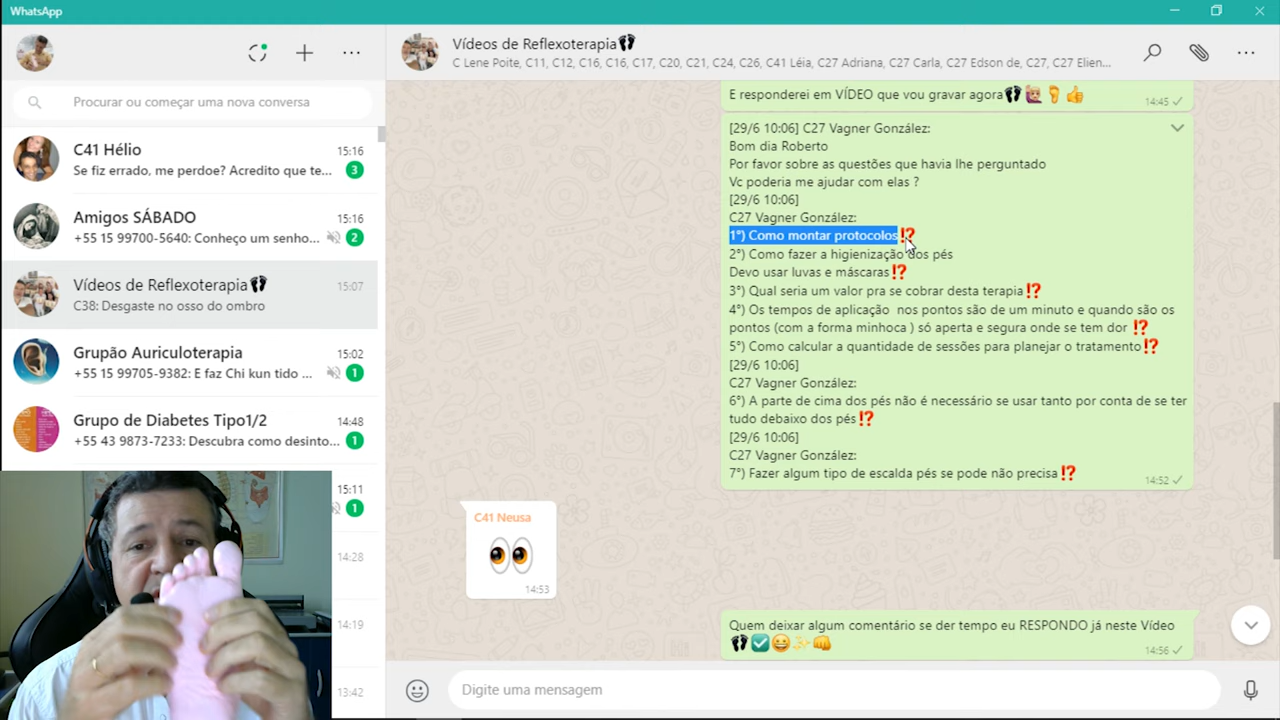 WhatsApp
Procurar ou começar uma nova conversa
C41 Hélio
15:16
Se fiz errado, me perdoe? Acredito que te...
3
Amigos SÁBADO
15:16
+55 15 99700-5640: Conheço um senho...
2
Vídeos de Reflexoterapia👣
15:07
C38: Desgaste no osso do ombro
Grupão Auriculoterapia
15:02
+55 15 99705-9382: E faz Chi kun tido ...
1
Grupo de Diabetes Tipo1/2
14:48
+55 43 9873-7233: Descubra como desinto...
1
15:11
1
14:28
14:19
13:42
Vídeos de Reflexoterapia👣
C Lene Poite, C11, C12, C16, C16, C17, C20, C21, C24, C26, C41 Léia, C27 Adriana, C27 Carla, C27 Edson de, C27, C27 Elien...
E responderei em VÍDEO que vou gravar agora👣🙋🏼‍♂️🦶👍
14:45
[29/6 10:06] C27 Vagner González:
Bom dia Roberto
Por favor sobre as questões que havia lhe perguntado
Vc poderia me ajudar com elas ?
[29/6 10:06]
C27 Vagner González:
1°) Como montar protocolos⁉️
2°) Como fazer a higienização dos pés
Devo usar luvas e máscaras⁉️
3°) Qual seria um valor pra se cobrar desta terapia⁉️
4°) Os tempos de aplicação nos pontos são de um minuto e quando são os
pontos (com a forma minhoca ) só aperta e segura onde se tem dor ⁉️
5°) Como calcular a quantidade de sessões para planejar o tratamento⁉️
[29/6 10:06]
C27 Vagner González:
6°) A parte de cima dos pés não é necessário se usar tanto por conta de se ter
tudo debaixo dos pés⁉️
[29/6 10:06]
C27 Vagner González:
7°) Fazer algum tipo de escalda pés se pode não precisa⁉️
14:52
C41 Neusa
👀
14:53
Quem deixar algum comentário se der tempo eu RESPONDO já neste Vídeo
👣☑️😀✨👊
14:56
Digite uma mensagem